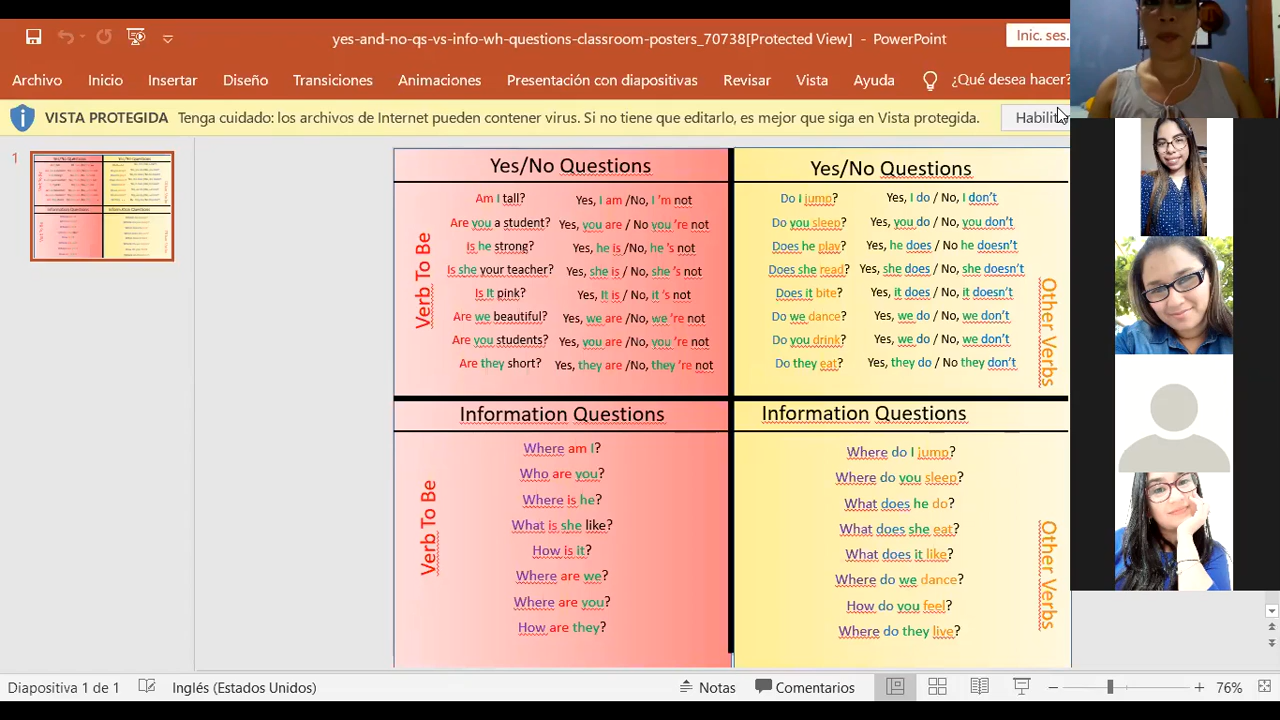 yes-and-no-qs-vs-info-wh-questions-classroom-posters_70738[Protected View] - PowerPoint
Inic. ses.
Archivo Inicio Insertar Diseño Transiciones Animaciones Presentación con diapositivas Revisar Vista Ayuda ¿Qué desea hacer?
VISTA PROTEGIDA Tenga cuidado: los archivos de Internet pueden contener virus. Si no tiene que editarlo, es mejor que siga en Vista protegida.
1
Yes/No Questions
Verb To Be
Am I tall? Yes, I am /No, I 'm not
Are you a student? Yes, you are / No you're not
Is he strong? Yes, he is /No, he 's not
Is she your teacher? Yes, she is / No, she 's not
Is It pink? Yes, It is / No, it 's not
Are we beautiful? Yes, we are /No, we 're not
Are you students? Yes, you are /No, you 're not
Are they short? Yes, they are /No, they 're not
Yes/No Questions
Other Verbs
Do I jump? Yes, I do / No, I don't
Do you sleep? Yes, you do / No, you don't
Does he play? Yes, he does / No he doesn't
Does she read? Yes, she does / No, she doesn't
Does it bite? Yes, it does / No, it doesn't
Do we dance? Yes, we do / No, we don't
Do you drink? Yes, we do / No, we don't
Do they eat? Yes, they do / No they don't
Information Questions
Verb To Be
Where am I?
Who are you?
Where is he?
What is she like?
How is it?
Where are we?
Where are you?
How are they?
Information Questions
Other Verbs
Where do I jump?
Where do you sleep?
What does he do?
What does she eat?
What does it like?
Where do we dance?
How do you feel?
Where do they live?
Diapositiva 1 de 1 Inglés (Estados Unidos) Notas Comentarios 76%